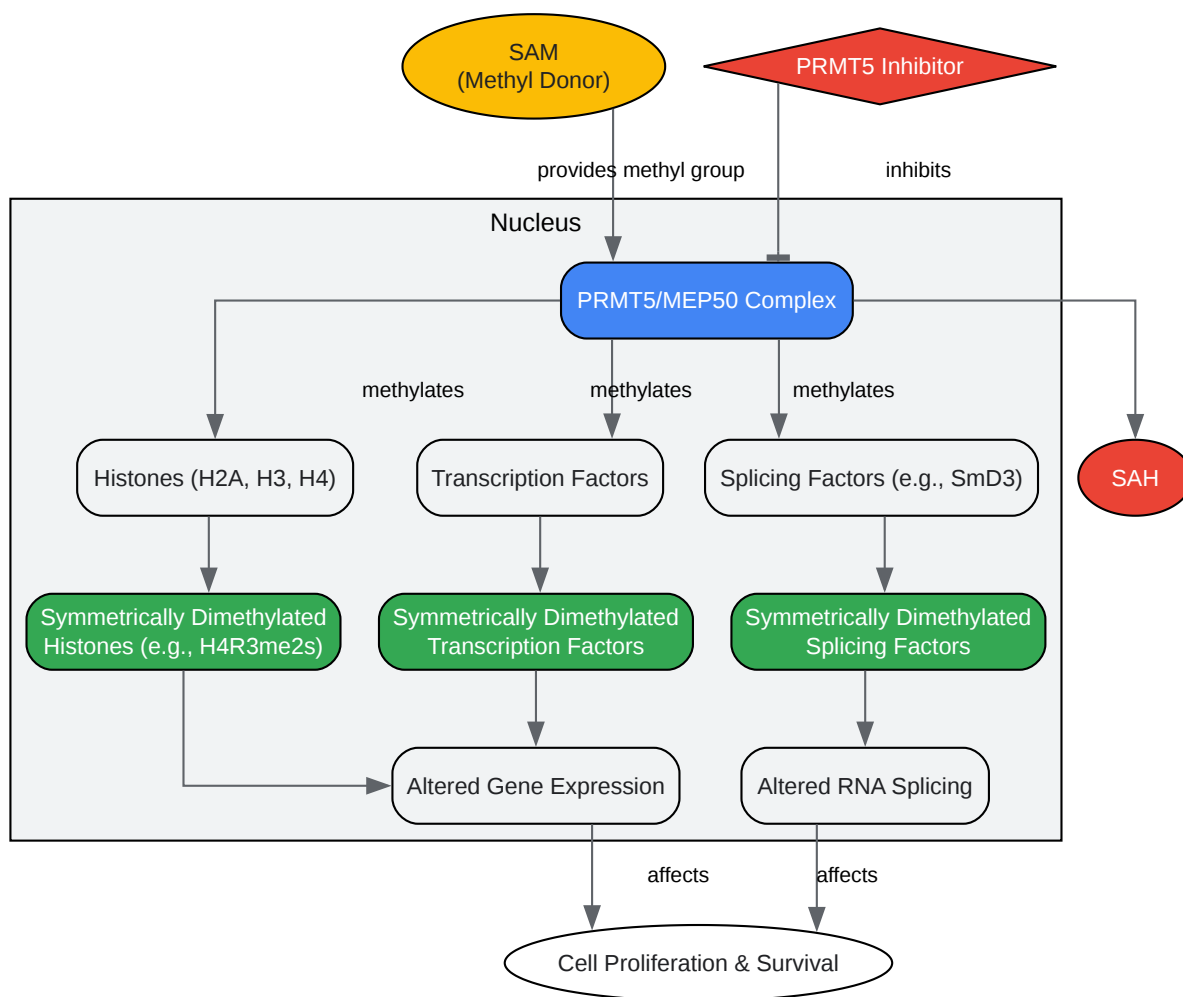 SAM
(Methyl Donor)
PRMT5 Inhibitor
provides methyl group
inhibits
Nucleus
PRMT5/MEP50 Complex
methylates
methylates
methylates
Histones (H2A, H3, H4)
Transcription Factors
Splicing Factors (e.g., SmD3)
SAH
Symmetrically Dimethylated
Histones (e.g., H4R3me2s)
Symmetrically Dimethylated
Transcription Factors
Symmetrically Dimethylated
Splicing Factors
Altered Gene Expression
Altered RNA Splicing
affects
affects
Cell Proliferation & Survival